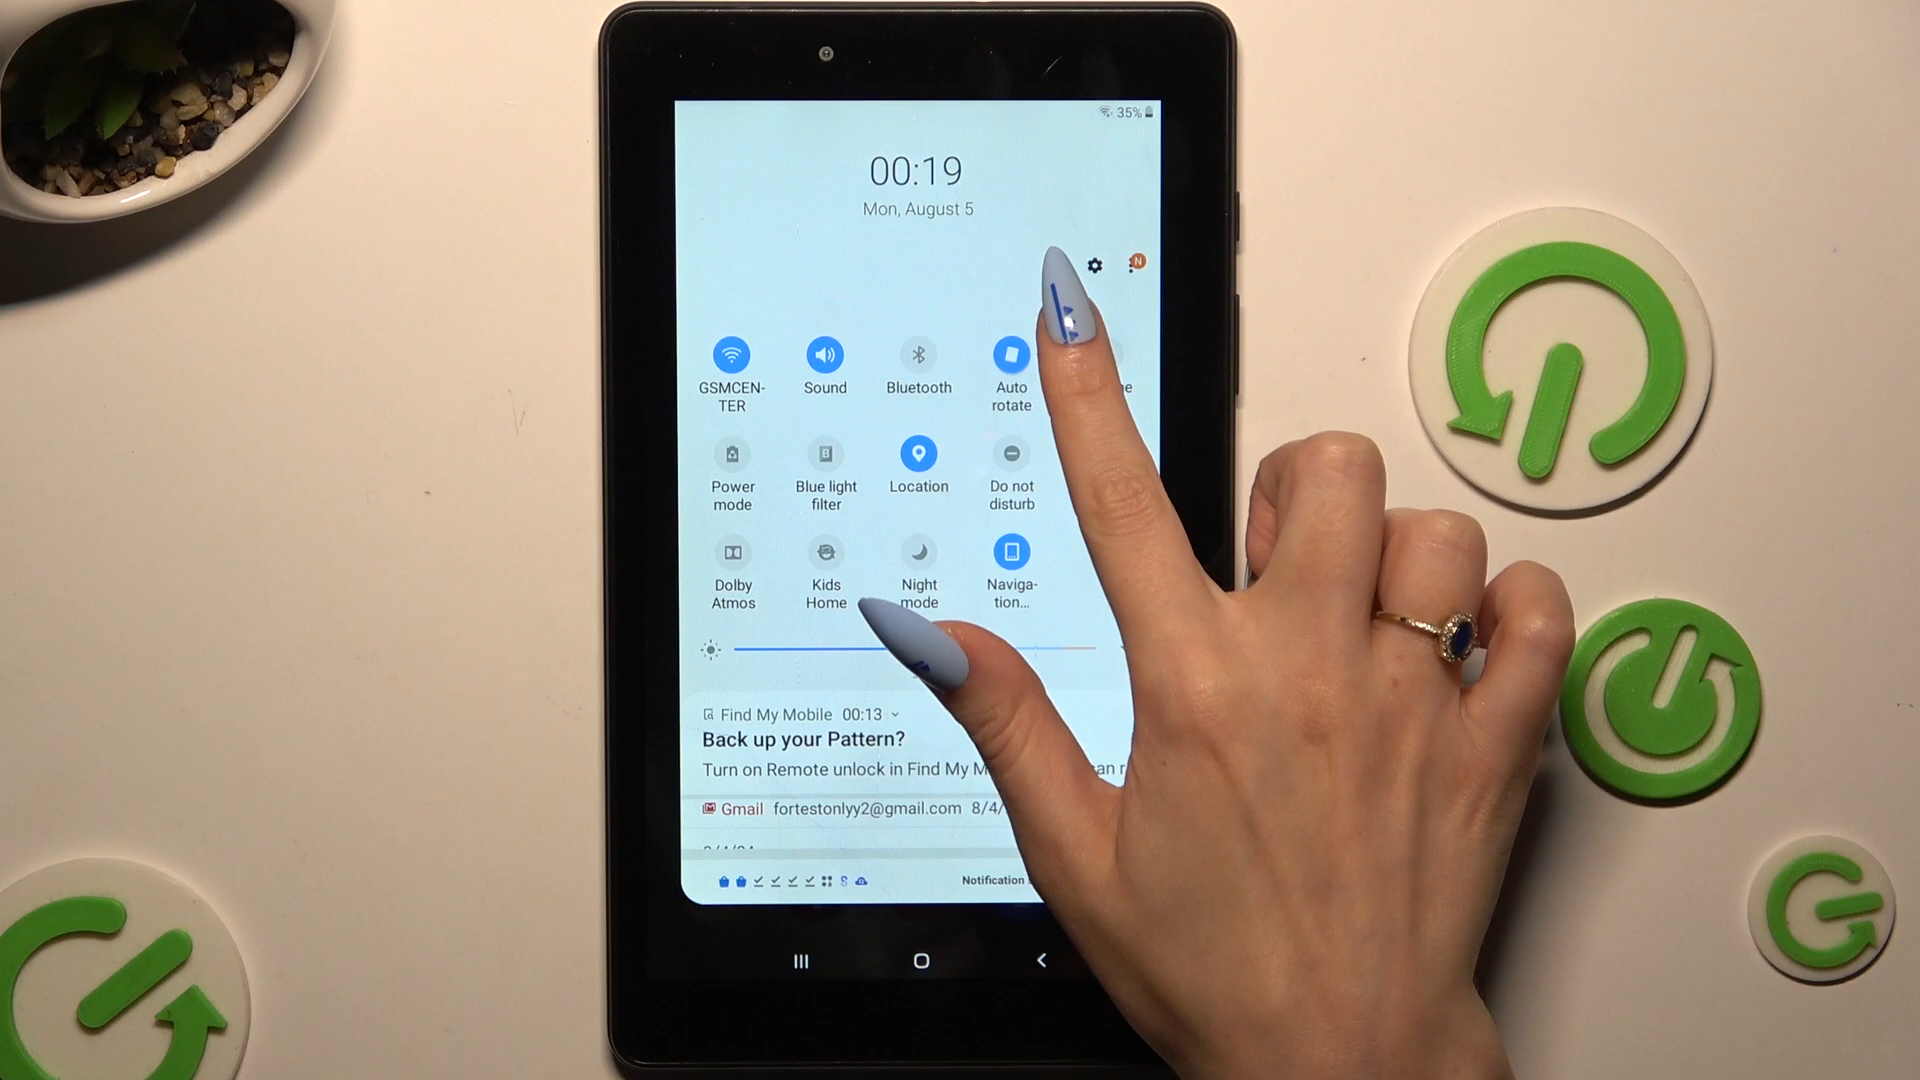 35%
00:19
Mon, August 5
N
GSMCEN-
TER
Sound
Bluetooth
Auto
rotate
Power
mode
B
Blue light
filter
Location
Do not
disturb
Dolby
Atmos
Kids
Home
Night
mode
Naviga-
tion...
Find My Mobile 00:13
Back up your Pattern?
Turn on Remote unlock in Find My
Gmail fortestonlyy2@gmail.com 8/4/
Notification